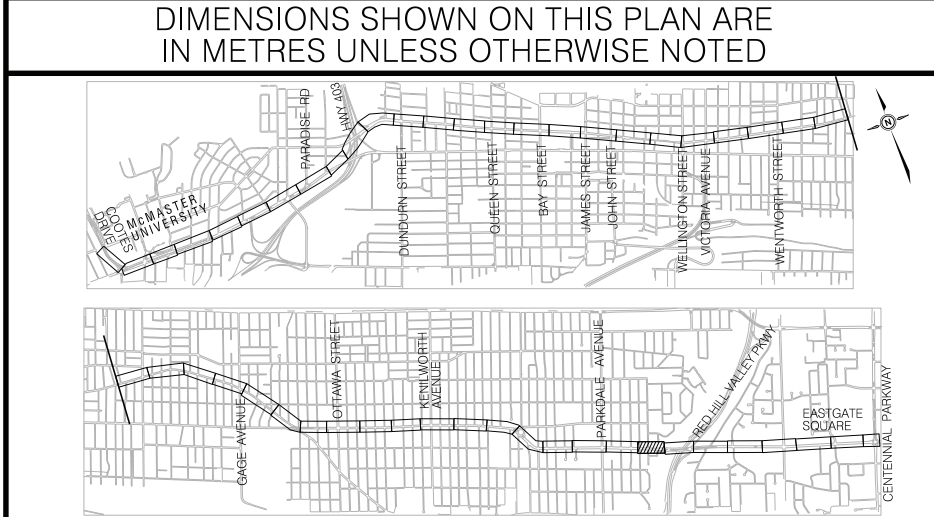 DIMENSIONS SHOWN ON THIS PLAN ARE
IN METRES UNLESS OTHERWISE NOTED
COOTES
DRIVE
McMASTER
UNIVERSITY
PARADISE RD
HWY 403
DUNDURN STREET
QUEEN STREET
BAY STREET
JAMES STREET
JOHN STREET
WELLINGTON STREET
VICTORIA AVENUE
WENTWORTH STREET
N
GAGE AVENUE
OTTAWA STREET
KENILWORTH
AVENUE
PARKDALE AVENUE
RED HILL VALLEY PKWY
EASTGATE
SQUARE
CENTENNIAL PARKWAY